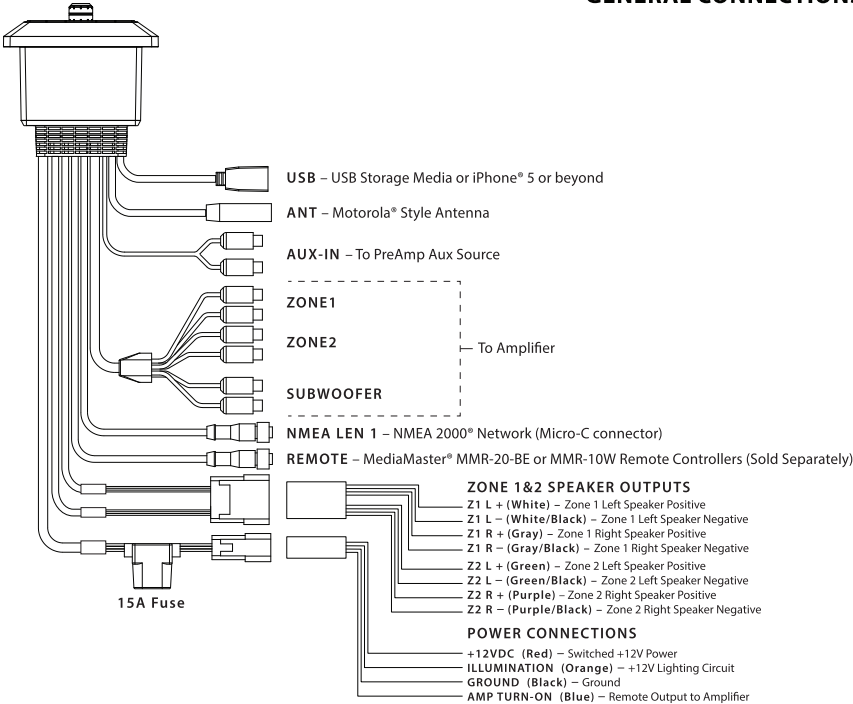 GENERAL CONNECTIONS
USB – USB Storage Media or iPhone® 5 or beyond
ANT – Motorola® Style Antenna
AUX-IN – To PreAmp Aux Source
ZONE1
ZONE2
To Amplifier
SUBWOOFER
NMEA LEN 1 – NMEA 2000® Network (Micro-C connector)
REMOTE – MediaMaster® MMR-20-BE or MMR-10W Remote Controllers (Sold Separately)
ZONE 1&2 SPEAKER OUTPUTS
Z1 L + (White) – Zone 1 Left Speaker Positive
Z1 L – (White/Black) – Zone 1 Left Speaker Negative
Z1 R + (Gray) – Zone 1 Right Speaker Positive
Z1 R – (Gray/Black) – Zone 1 Right Speaker Negative
Z2 L + (Green) – Zone 2 Left Speaker Positive
Z2 L – (Green/Black) – Zone 2 Left Speaker Negative
Z2 R + (Purple) – Zone 2 Right Speaker Positive
Z2 R – (Purple/Black) – Zone 2 Right Speaker Negative
15A Fuse
POWER CONNECTIONS
+12VDC (Red) – Switched +12V Power
ILLUMINATION (Orange) – +12V Lighting Circuit
GROUND (Black) – Ground
AMP TURN-ON (Blue) – Remote Output to Amplifier